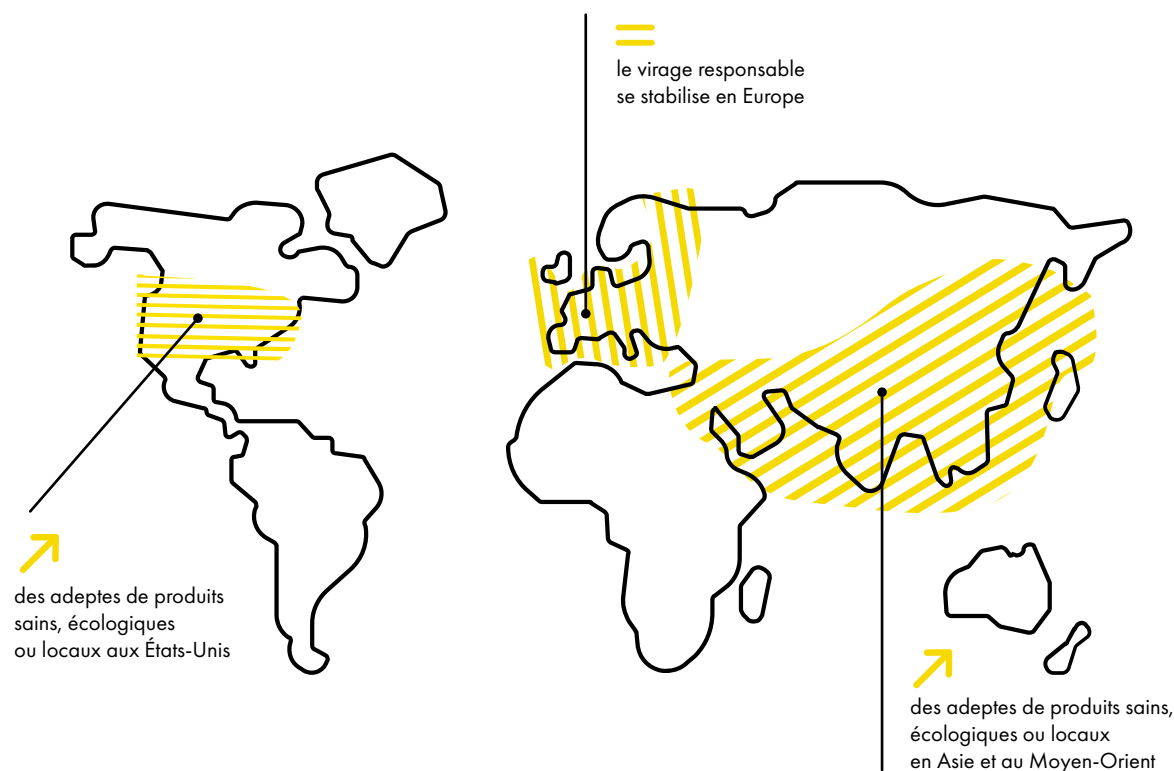 le virage responsable
se stabilise en Europe
des adeptes de produits
sains, écologiques
ou locaux aux États-Unis
des adeptes de produits sains,
écologiques ou locaux
en Asie et au Moyen-Orient